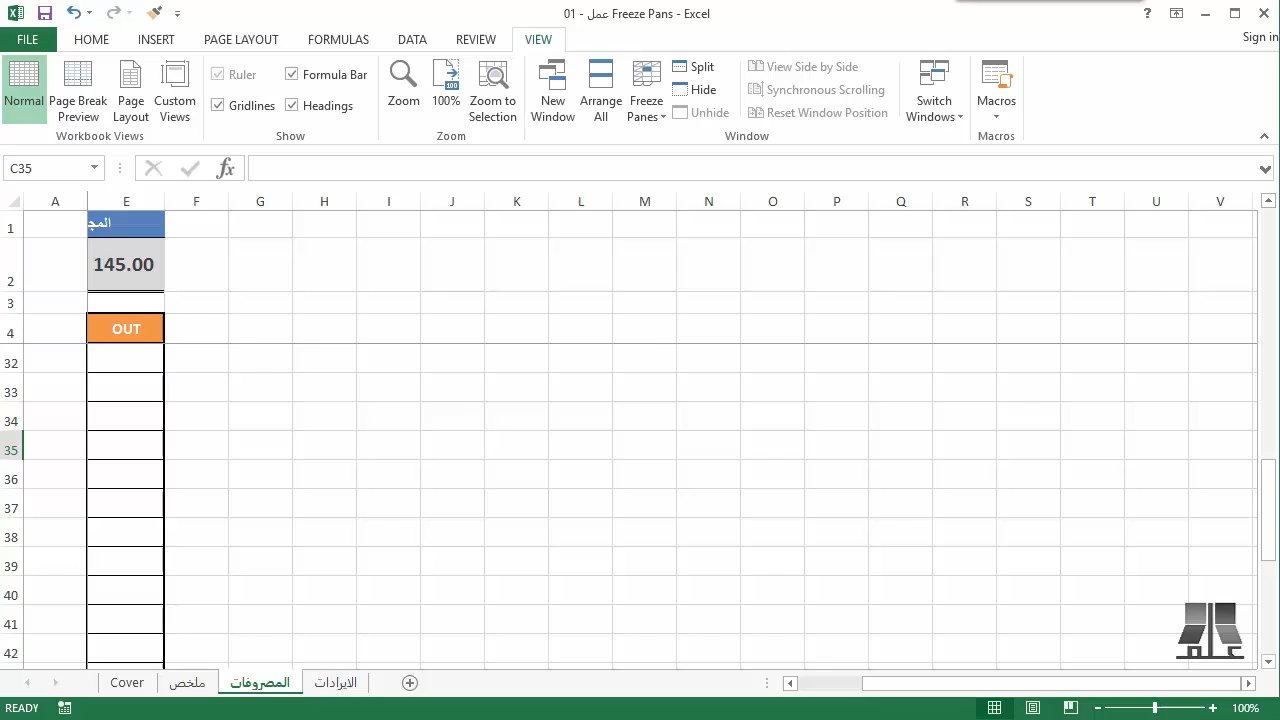 01 - عمل Freeze Pans - Excel
FILE HOME INSERT PAGE LAYOUT FORMULAS DATA REVIEW VIEW Sign in
Normal
Page Break Preview
Page Layout
Custom Views
Workbook Views
Ruler
Formula Bar
Gridlines
Headings
Show
Zoom
100
100%
Zoom to Selection
Zoom
New Window
Arrange All
Freeze Panes
Split
Hide
Unhide
View Side by Side
Synchronous Scrolling
Reset Window Position
Window
Switch Windows
Macros
Macros
C35
fx
A E F G H I J K L M N O P Q R S T U V
1 المج
2 145.00
3
4 OUT
32
33
34
35
36
37
38
39
40
41
42
علم
Cover ملخص المصروفات الايرادات
READY 100%